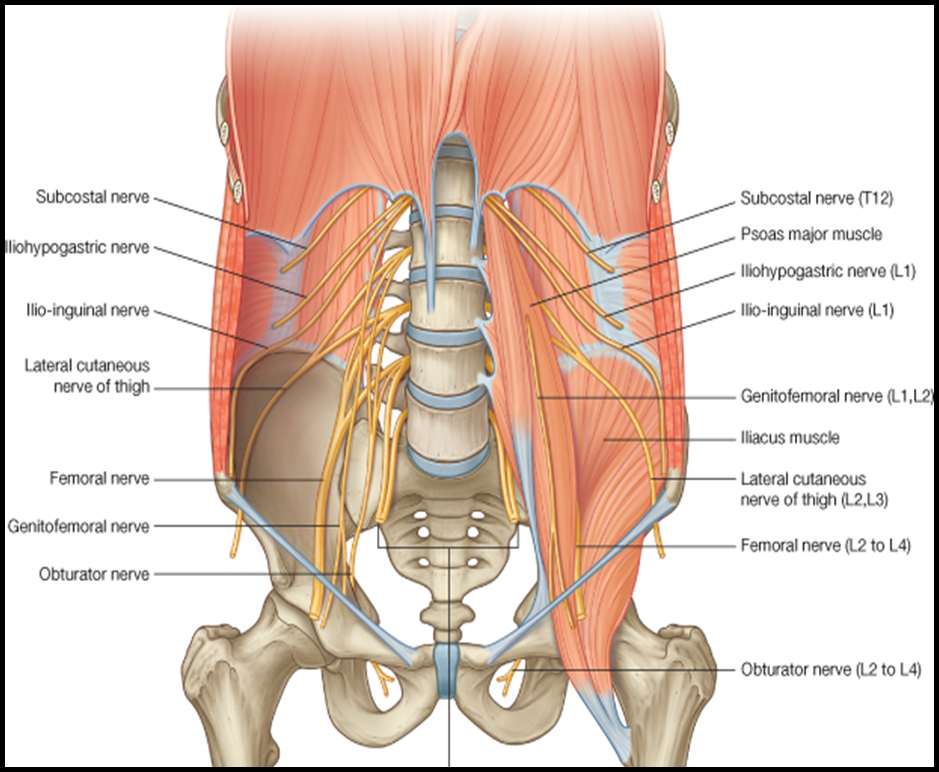 Subcostal nerve
Iliohypogastric nerve
Ilio-inguinal nerve
Lateral cutaneous
nerve of thigh
Femoral nerve
Genitofemoral nerve
Obturator nerve
Subcostal nerve (T12)
Psoas major muscle
Iliohypogastric nerve (L1)
Ilio-inguinal nerve (L1)
Genitofemoral nerve (L1,L2)
Iliacus muscle
Lateral cutaneous
nerve of thigh (L2,L3)
Femoral nerve (L2 to L4)
Obturator nerve (L2 to L4)